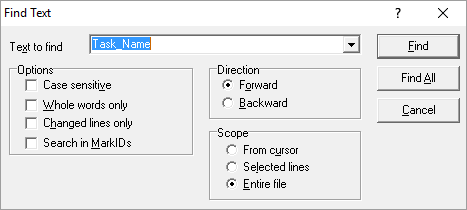 Find Text
Text to find
Task_Name
Find
Options
Case sensitive
Whole words only
Changed lines only
Search in MarkIDs
Direction
Forward
Backward
Find All
Cancel
Scope
From cursor
Selected lines
Entire file